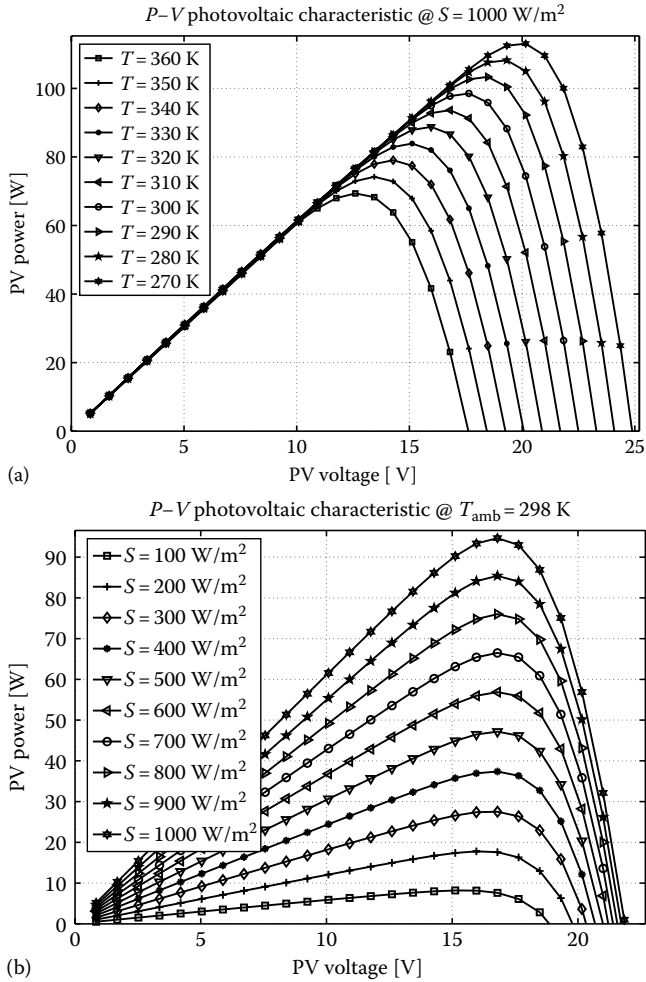 P–V photovoltaic characteristic @ S = 1000 W/m²
PV power [W]
100
80
60
40
20
0
T = 360 K
T = 350 K
T = 340 K
T = 330 K
T = 320 K
T = 310 K
T = 300 K
T = 290 K
T = 280 K
T = 270 K
0 5 10 15 20 25
(a)
PV voltage [ V]
P–V photovoltaic characteristic @ Tamb = 298 K
PV power [W]
90
80
70
60
50
40
30
20
10
0
S = 100 W/m²
S = 200 W/m²
S = 300 W/m²
S = 400 W/m²
S = 500 W/m²
S = 600 W/m²
S = 700 W/m²
S = 800 W/m²
S = 900 W/m²
S = 1000 W/m²
0 5 10 15 20
(b)
PV voltage [V]